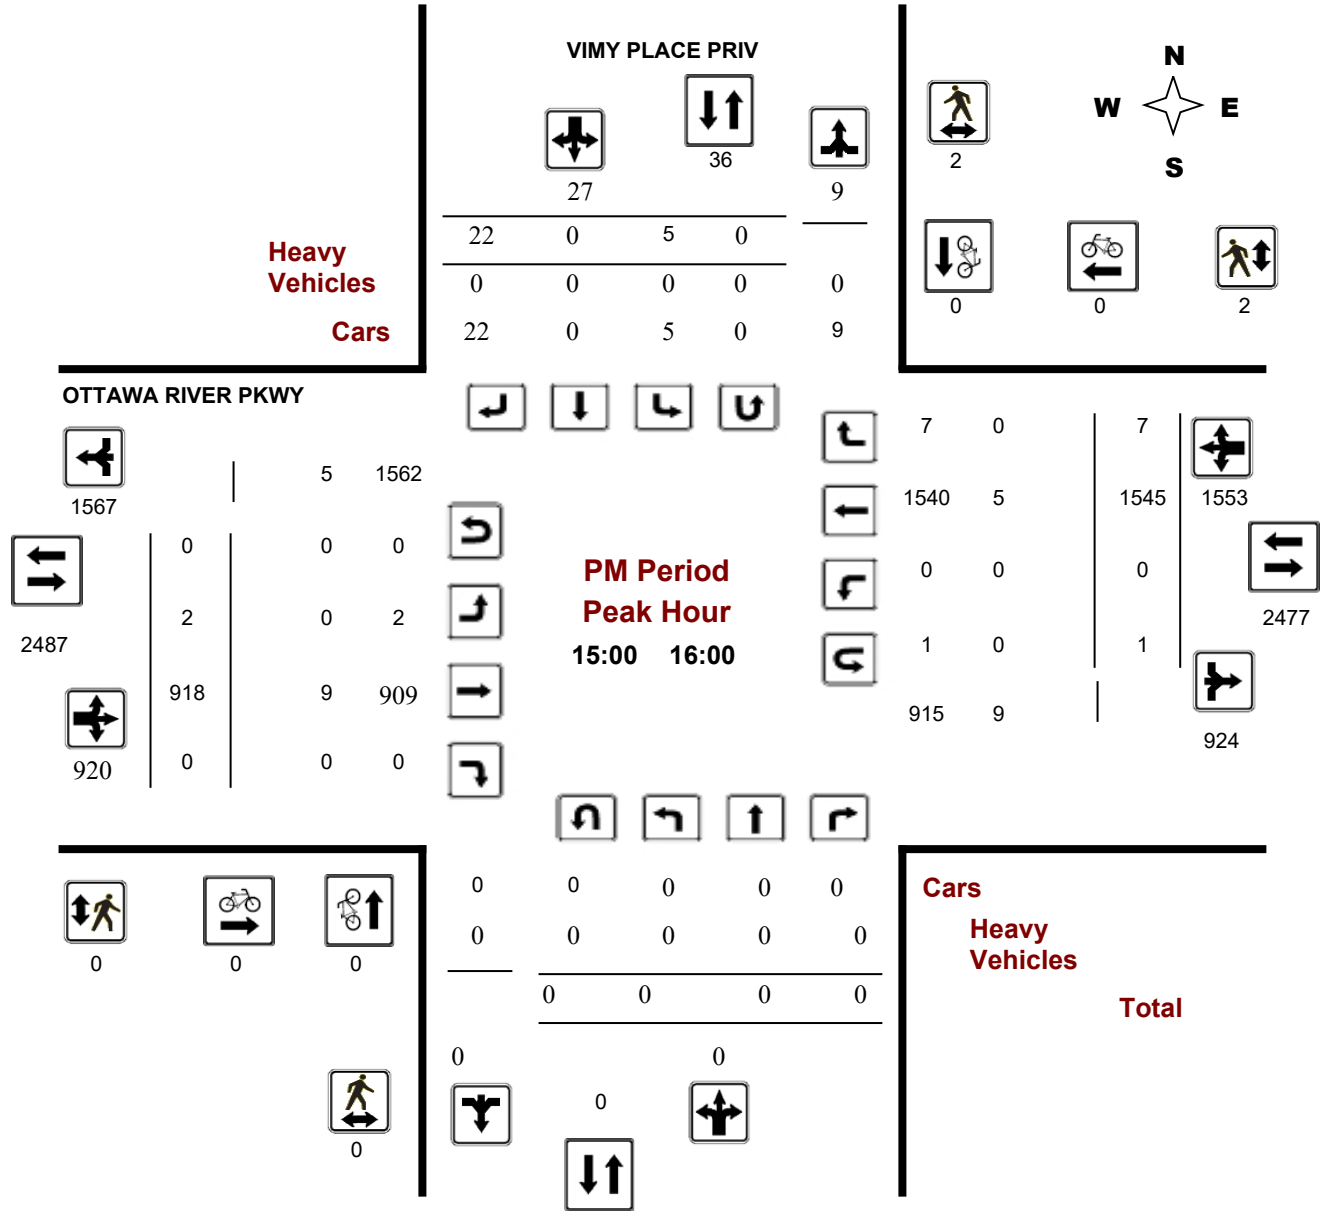 VIMY PLACE PRIV
N
W E
S
36
2
27 9
22 0 5 0
Heavy
Vehicles
0 0 0 0 0
0 0 2
Cars
22 0 5 0 9
OTTAWA RIVER PKWY
7 0 7
5 1562
1567
1540 5 1545 1553
0 0 0
PM Period
0 0 0
Peak Hour
2 0 2
2477
2487
15:00 16:00
1 0 1
918 9 909
915 9
924
920 0 0 0
0 0 0 0 0
Cars
0 0 0 0 0
Heavy
Vehicles
0 0 0
0 0 0 0
Total
0 0
0
0